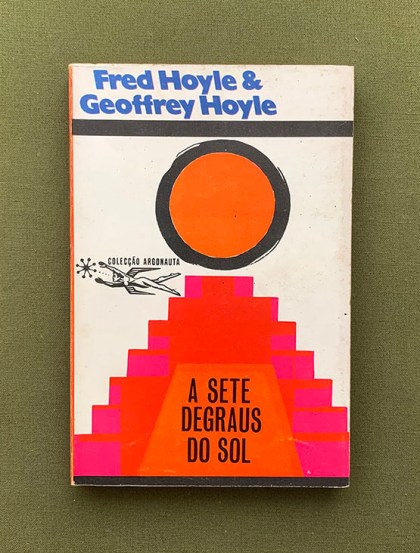 Fred Hoyle &
Geoffrey Hoyle
COLECÇÃO ARGONAUTA
A SETE
DEGRAUS
DO SOL